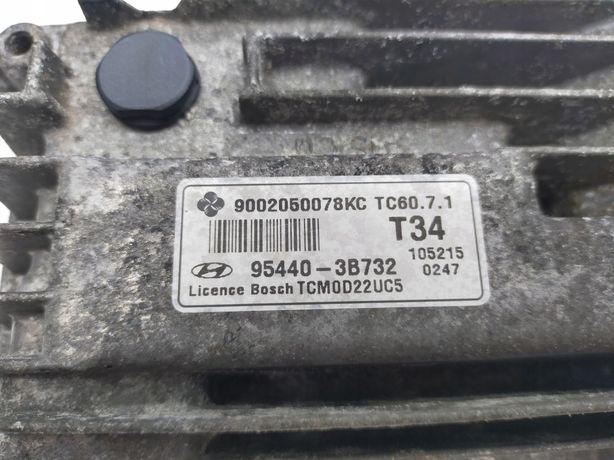 9002050078KC TC60.7.1
T34
105215
95440-3B732 0247
Licence Bosch TCM0D22UC5